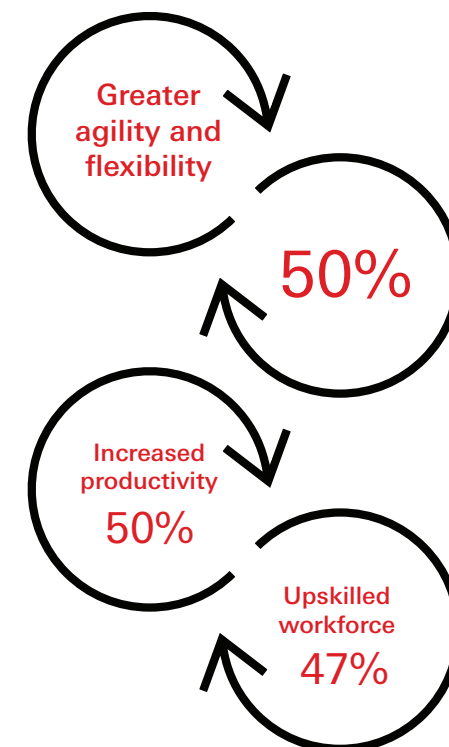 Greater
agility and
flexibility
50%
Increased
productivity
50%
Upskilled
workforce
47%